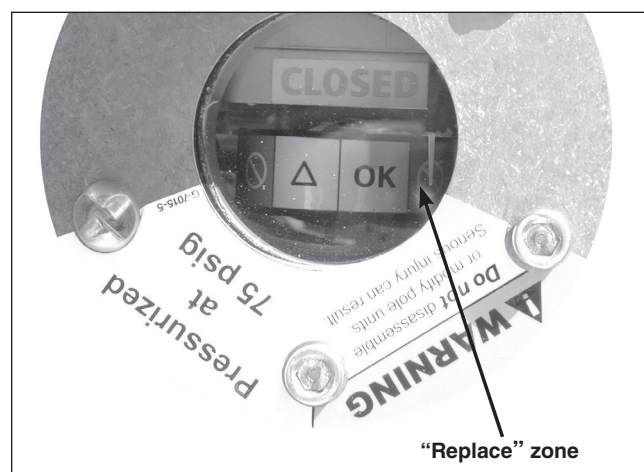 CLOSED
OK
G-7015-5
Pressurized
at
75 psig
WARNING
Do not disassemble
or modify pole units.
Serious injury can result.
“Replace” zone